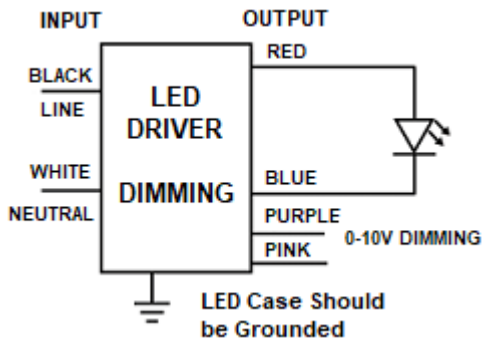 INPUT
OUTPUT
BLACK
LINE
WHITE
NEUTRAL
LED
DRIVER
DIMMING
RED
BLUE
PURPLE
PINK
0-10V DIMMING
LED Case Should
be Grounded